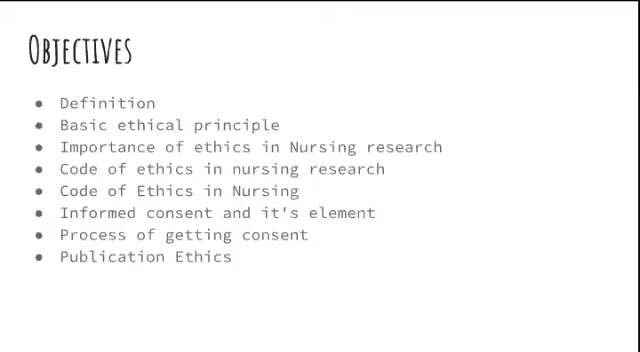 Objectives
● Definition
● Basic ethical principle
● Importance of ethics in Nursing research
● Code of ethics in nursing research
● Code of Ethics in Nursing
● Informed consent and it's element
● Process of getting consent
● Publication Ethics